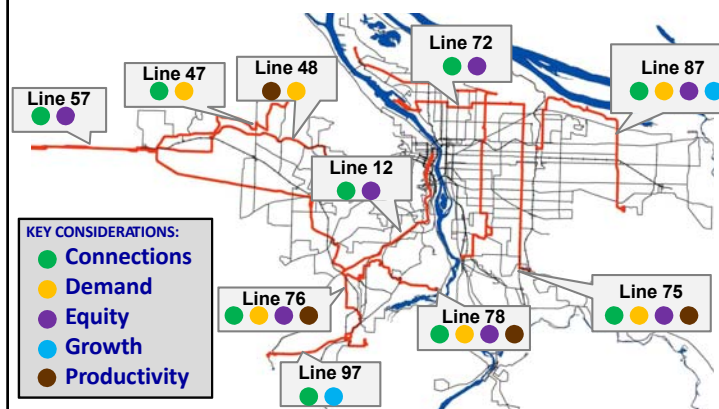 Line 72
Line 47
Line 48
Line 87
Line 57
Line 12
KEY CONSIDERATIONS:
Connections
Demand
Equity
Growth
Productivity
Line 76
Line 78
Line 75
Line 97